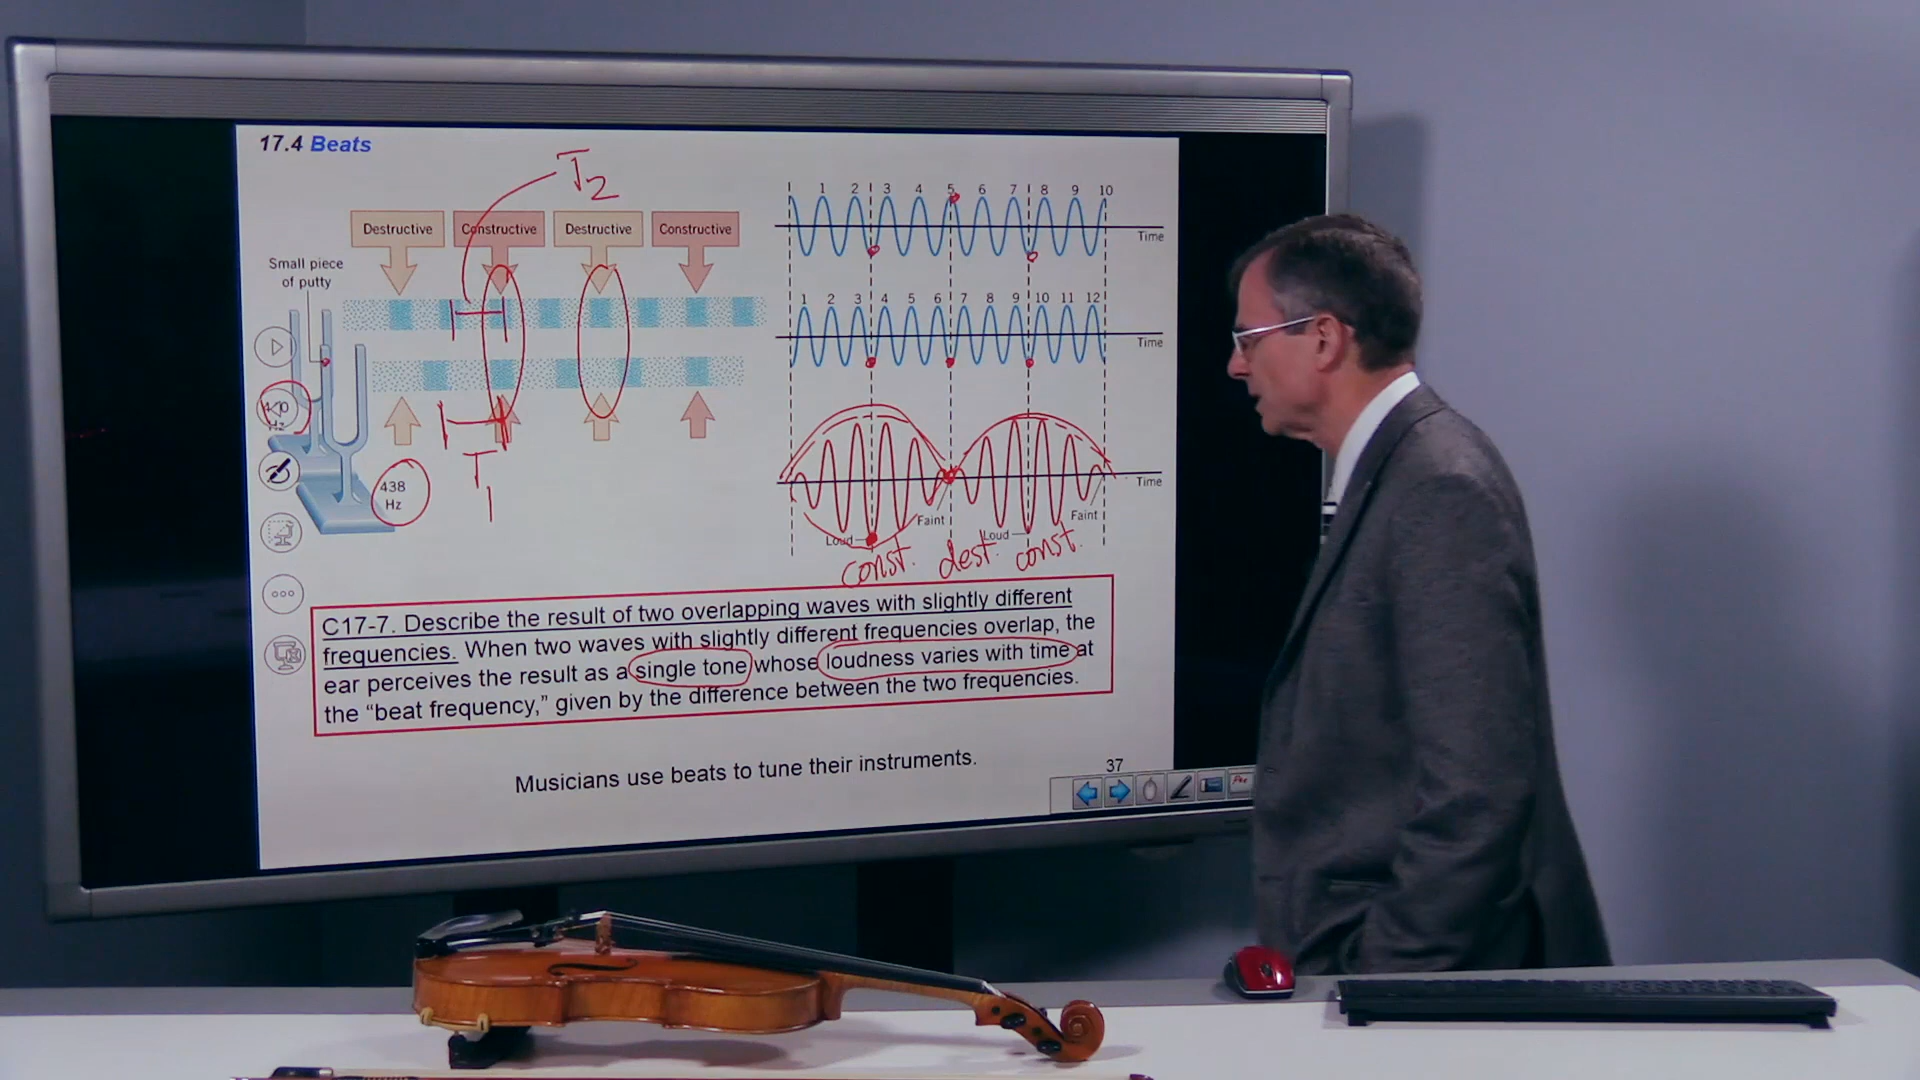 17.4 Beats
T2
Destructive
Constructive
Destructive
Constructive
Small piece
of putty
Hz
438
Hz
T1
1 2 3 4 5 6 7 8 9 10
Time
1 2 3 4 5 6 7 8 9 10 11 12
Time
Time
Faint
Faint
Loud
Loud
const. dest. const.
C17-7. Describe the result of two overlapping waves with slightly different
frequencies. When two waves with slightly different frequencies overlap, the
ear perceives the result as a single tone whose loudness varies with time at
the “beat frequency,” given by the difference between the two frequencies.
Musicians use beats to tune their instruments.
37